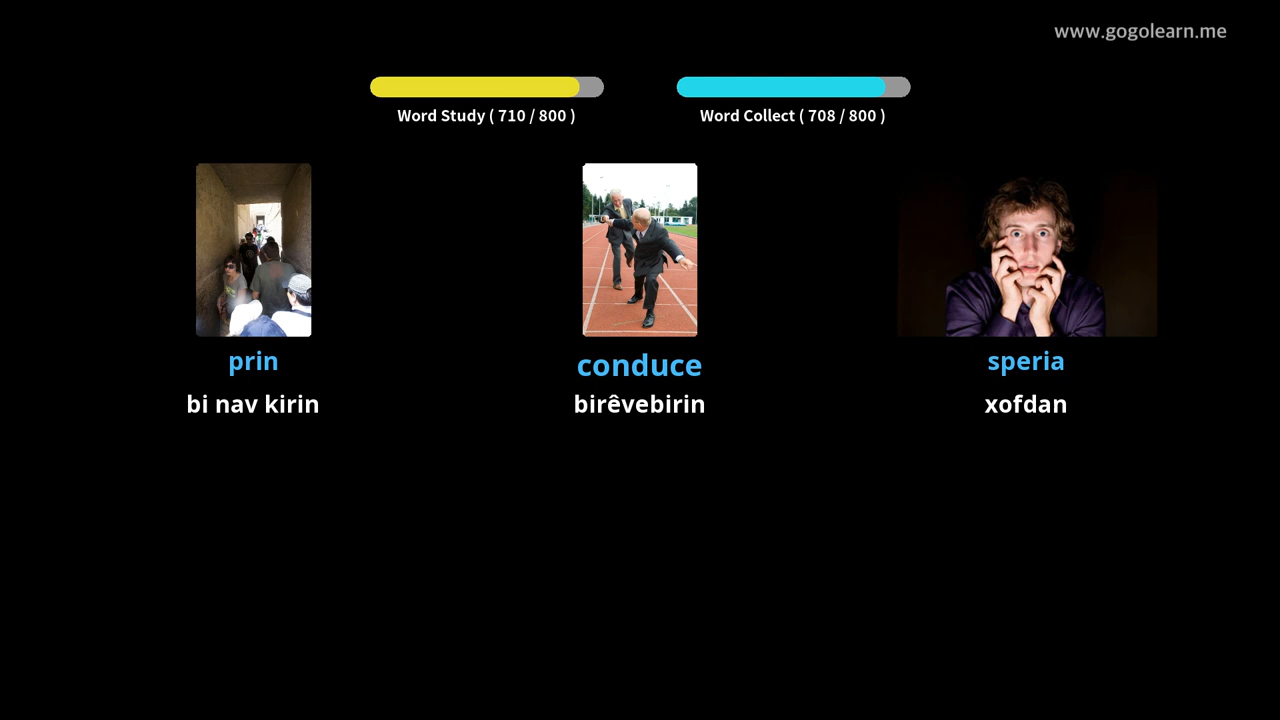 www.gogolearn.me
Word Study ( 710 / 800 )
Word Collect ( 708 / 800 )
prin
conduce
speria
bi nav kirin
birêvebirin
xofdan